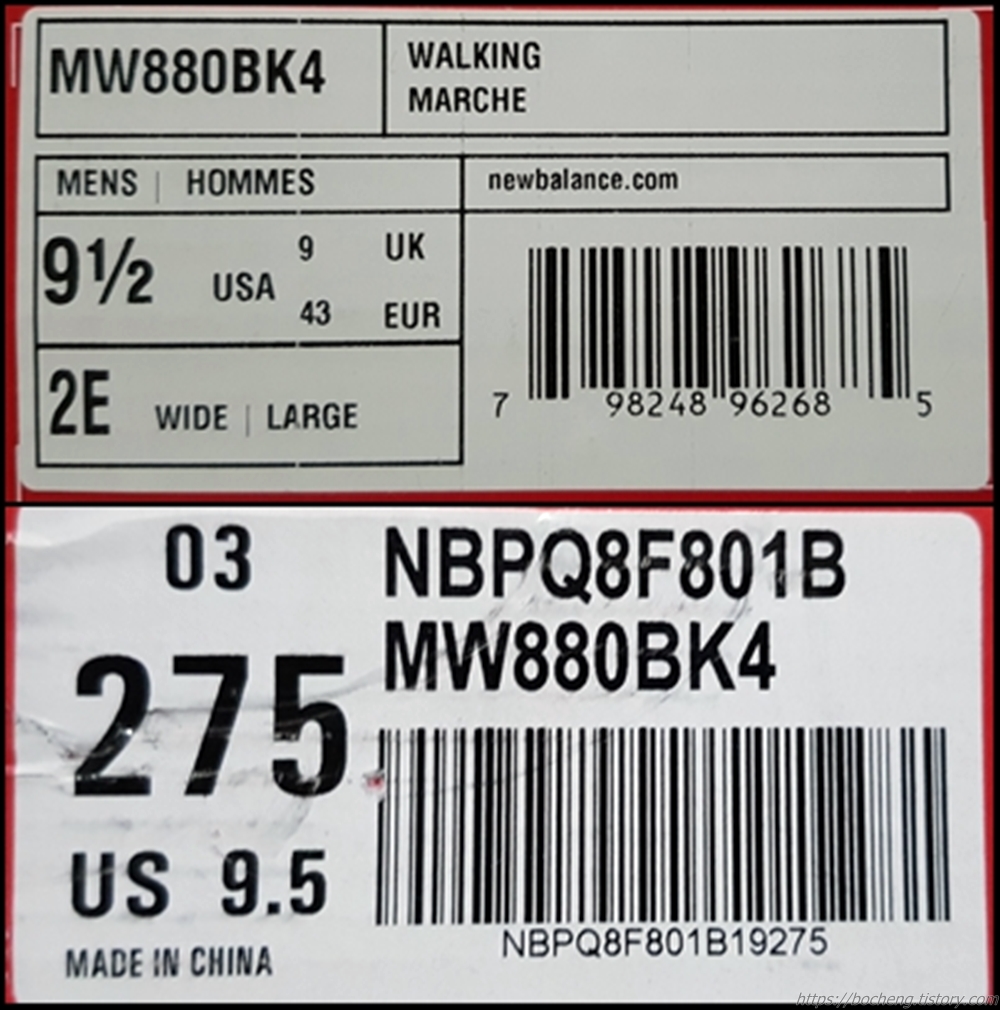 MW880BK4
WALKING
MARCHE
MENS | HOMMES
newbalance.com
9½ USA
9 UK
43 EUR
2E WIDE | LARGE
7 98248 96268 5
03
NBPQ8F801B
MW880BK4
275
US 9.5
MADE IN CHINA
NBPQ8F801B19275
https://bocheng.tistory.com